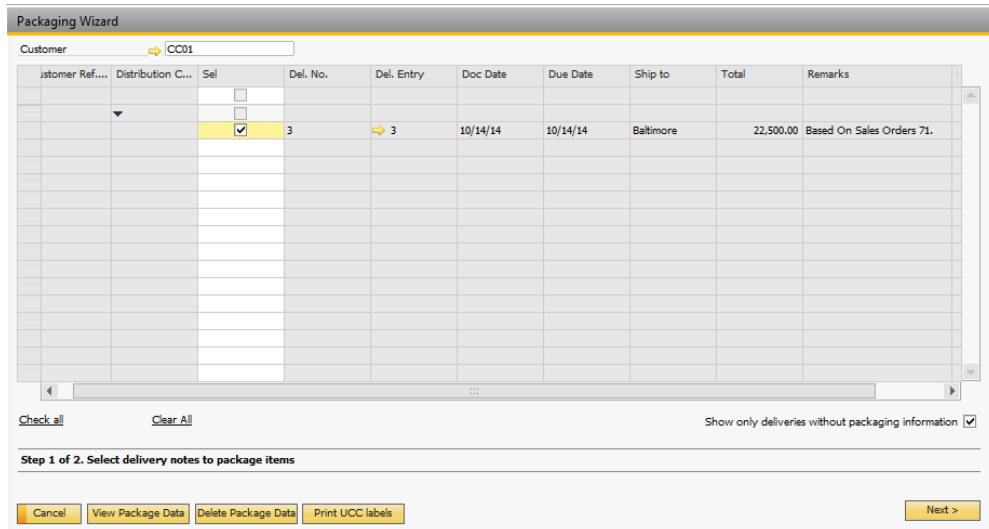 Packaging Wizard
Customer CC01
ustomer Ref.... Distribution C... Sel Del. No. Del. Entry Doc Date Due Date Ship to Total Remarks
3 3 10/14/14 10/14/14 Baltimore 22,500.00 Based On Sales Orders 71.
Check all Clear All Show only deliveries without packaging information
Step 1 of 2. Select delivery notes to package items
Cancel View Package Data Delete Package Data Print UCC labels Next >